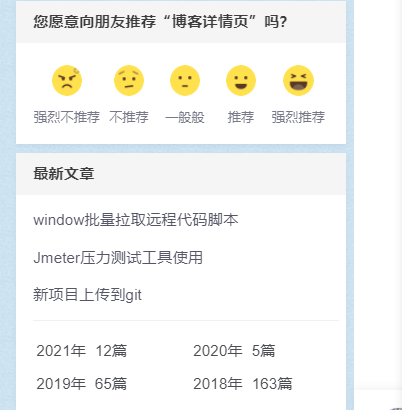 您愿意向朋友推荐“博客详情页”吗?
强烈不推荐 不推荐 一般般 推荐 强烈推荐
最新文章
window批量拉取远程代码脚本
Jmeter压力测试工具使用
新项目上传到git
2021年 12篇 2020年 5篇
2019年 65篇 2018年 163篇